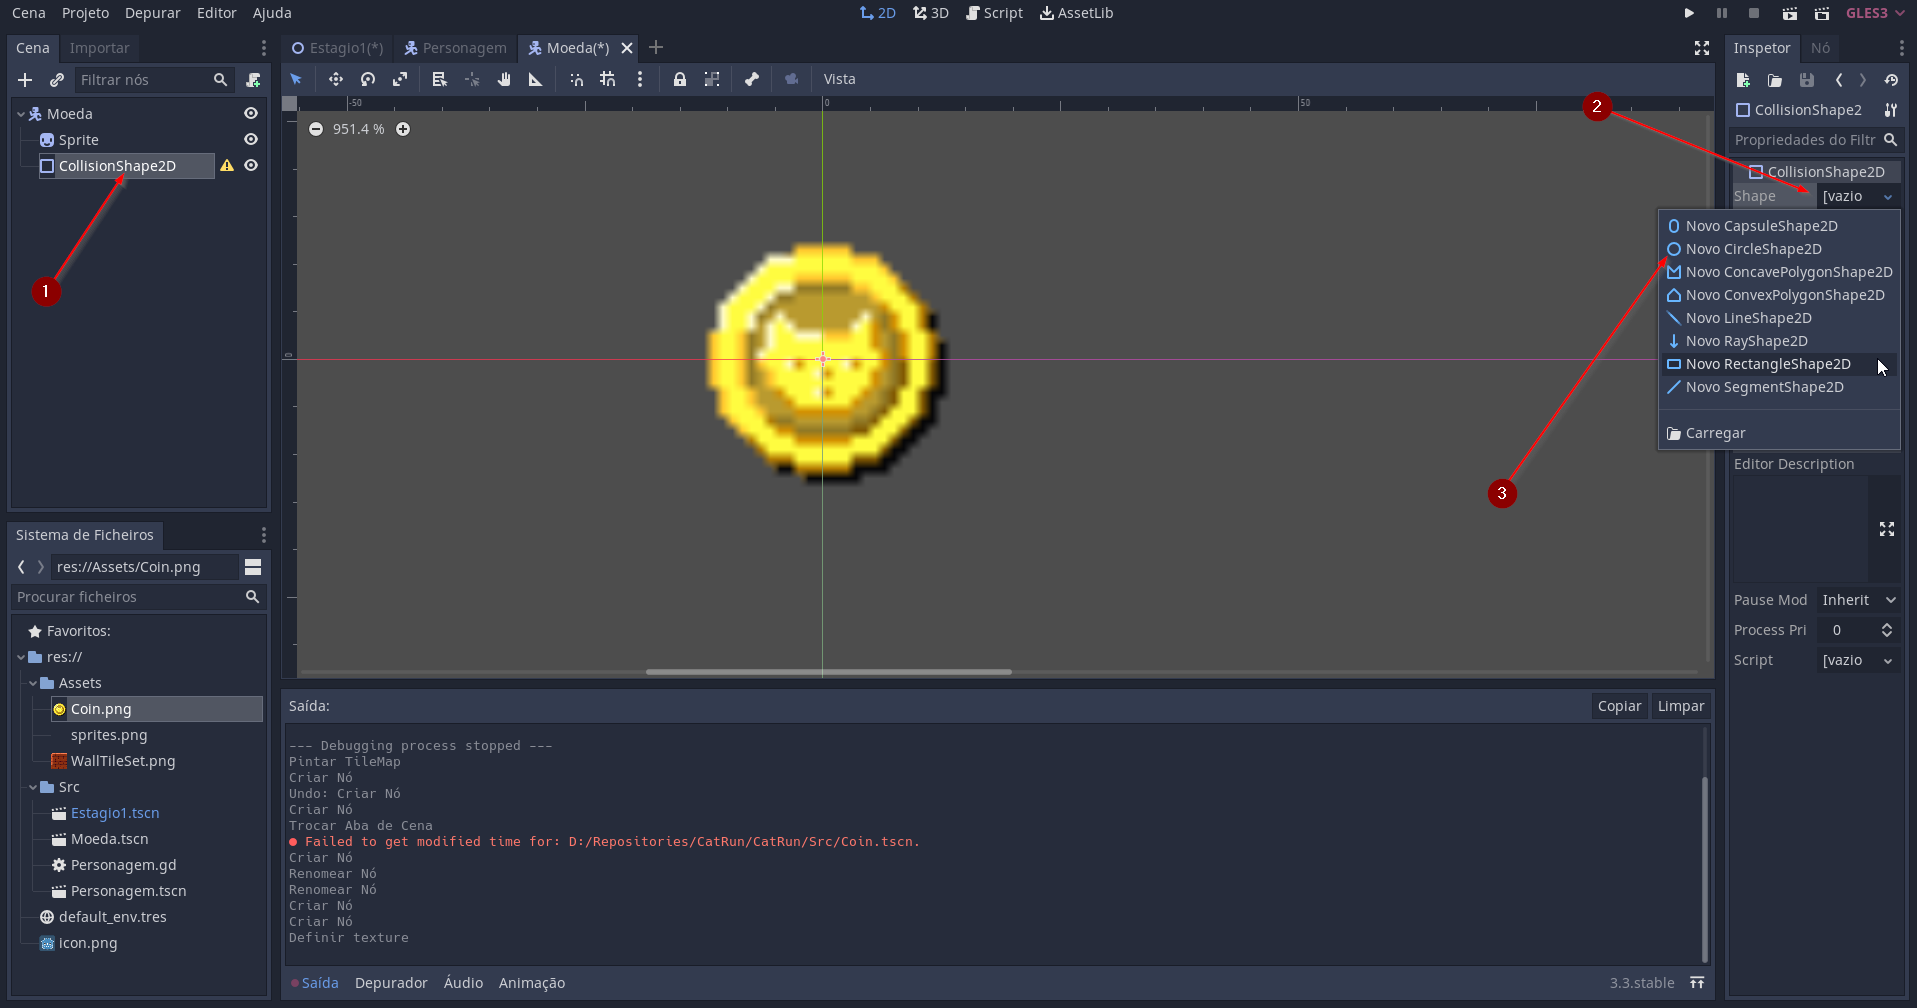 Cena Projeto Depurar Editor Ajuda
2D 3D Script AssetLib
GLES3
Cena Importar
Filtrar nós
Moeda
Sprite
CollisionShape2D
1
Sistema de Ficheiros
res://Assets/Coin.png
Procurar ficheiros
Favoritos:
res://
Assets
Coin.png
sprites.png
WallTileSet.png
Src
Estagio1.tscn
Moeda.tscn
Personagem.gd
Personagem.tscn
default_env.tres
icon.png
Estagio1(*) Personagem Moeda(*)
Vista
-50 0 50
0
951.4 %
2
3
Saída:
Copiar Limpar
--- Debugging process stopped ---
Pintar TileMap
Criar Nó
Undo: Criar Nó
Criar Nó
Trocar Aba de Cena
Failed to get modified time for: D:/Repositories/CatRun/CatRun/Src/Coin.tscn.
Criar Nó
Renomear Nó
Renomear Nó
Criar Nó
Criar Nó
Definir texture
Saída Depurador Áudio Animação
3.3.stable
Inspetor Nó
CollisionShape2
Propriedades do Filtr
CollisionShape2D
Shape [vazio
Novo CapsuleShape2D
Novo CircleShape2D
Novo ConcavePolygonShape2D
Novo ConvexPolygonShape2D
Novo LineShape2D
Novo RayShape2D
Novo RectangleShape2D
Novo SegmentShape2D
Carregar
Editor Description
Pause Mod Inherit
Process Pri 0
Script [vazio